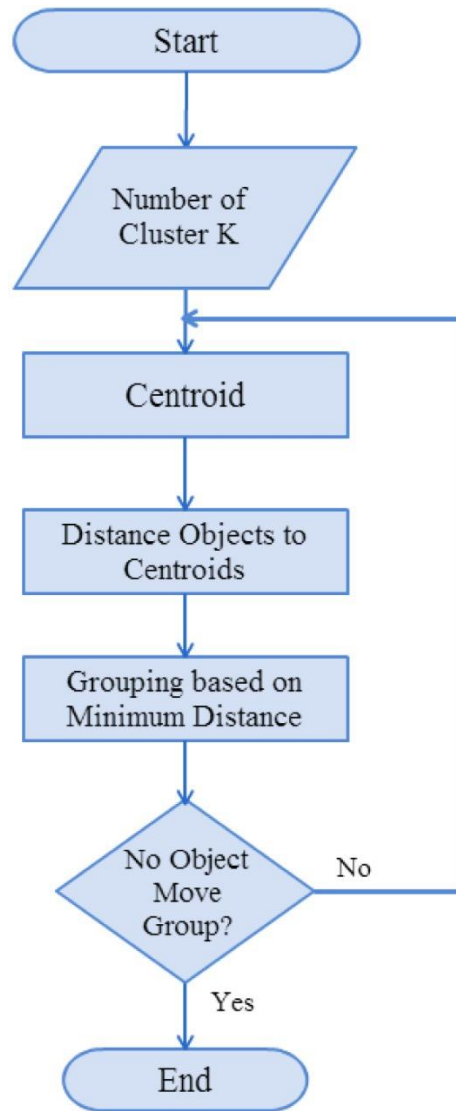 Start
Number of
Cluster K
Centroid
Distance Objects to
Centroids
Grouping based on
Minimum Distance
No Object
Move
Group?
No
Yes
End